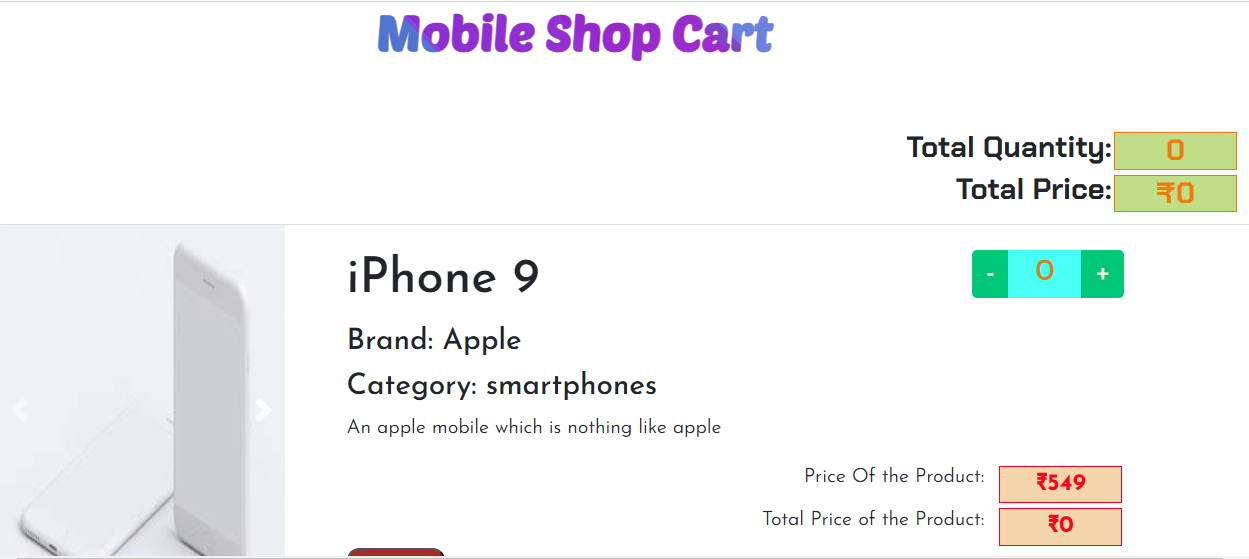 Mobile Shop Cart
Total Quantity: 0
Total Price: ₹0
iPhone 9
- 0 +
Brand: Apple
Category: smartphones
An apple mobile which is nothing like apple
Price Of the Product: ₹549
Total Price of the Product: ₹0